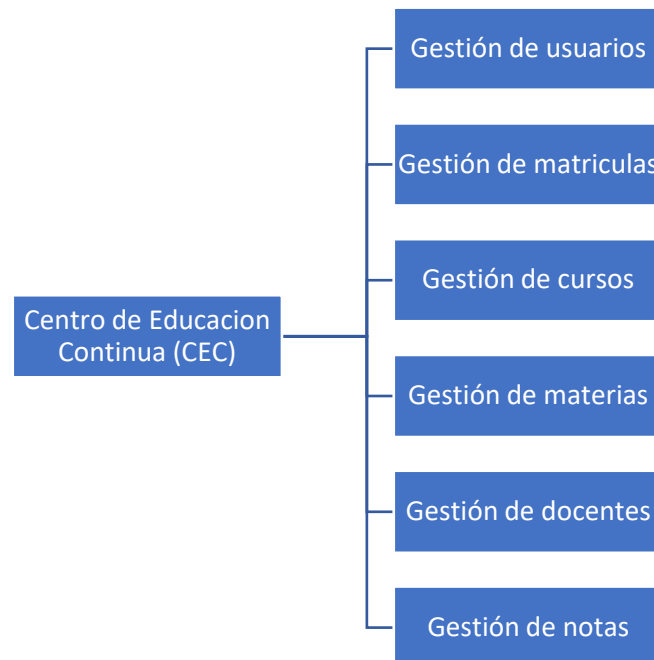 Gestión de usuarios
Gestión de matriculas
Gestión de cursos
Centro de Educacion
Continua (CEC)
Gestión de materias
Gestión de docentes
Gestión de notas